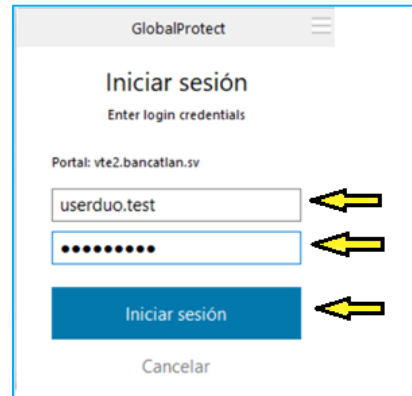 GlobalProtect
Iniciar sesión
Enter login credentials
Portal: vte2.bancatlan.sv
userduo.test
•••••••••
Iniciar sesión
Cancelar